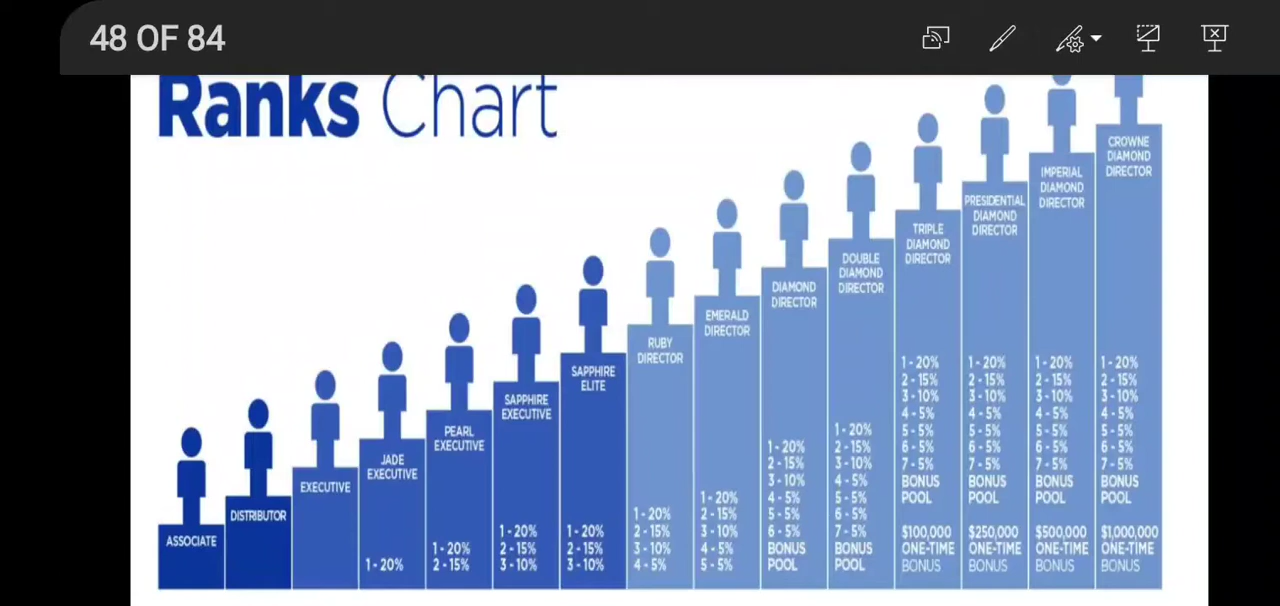 48 OF 84
Ranks Chart
ASSOCIATE
DISTRIBUTOR
EXECUTIVE
JADE
EXECUTIVE
1 - 20%
PEARL
EXECUTIVE
1 - 20%
2 - 15%
SAPPHIRE
EXECUTIVE
1 - 20%
2 - 15%
3 - 10%
SAPPHIRE
ELITE
1 - 20%
2 - 15%
3 - 10%
RUBY
DIRECTOR
1 - 20%
2 - 15%
3 - 10%
4 - 5%
EMERALD
DIRECTOR
1 - 20%
2 - 15%
3 - 10%
4 - 5%
5 - 5%
DIAMOND
DIRECTOR
1 - 20%
2 - 15%
3 - 10%
4 - 5%
5 - 5%
6 - 5%
BONUS
POOL
DOUBLE
DIAMOND
DIRECTOR
1 - 20%
2 - 15%
3 - 10%
4 - 5%
5 - 5%
6 - 5%
7 - 5%
BONUS
POOL
TRIPLE
DIAMOND
DIRECTOR
1 - 20%
2 - 15%
3 - 10%
4 - 5%
5 - 5%
6 - 5%
7 - 5%
BONUS
POOL
$100,000
ONE-TIME
BONUS
PRESIDENTIAL
DIAMOND
DIRECTOR
1 - 20%
2 - 15%
3 - 10%
4 - 5%
5 - 5%
6 - 5%
7 - 5%
BONUS
POOL
$250,000
ONE-TIME
BONUS
IMPERIAL
DIAMOND
DIRECTOR
1 - 20%
2 - 15%
3 - 10%
4 - 5%
5 - 5%
6 - 5%
7 - 5%
BONUS
POOL
$500,000
ONE-TIME
BONUS
CROWNE
DIAMOND
DIRECTOR
1 - 20%
2 - 15%
3 - 10%
4 - 5%
5 - 5%
6 - 5%
7 - 5%
BONUS
POOL
$1,000,000
ONE-TIME
BONUS